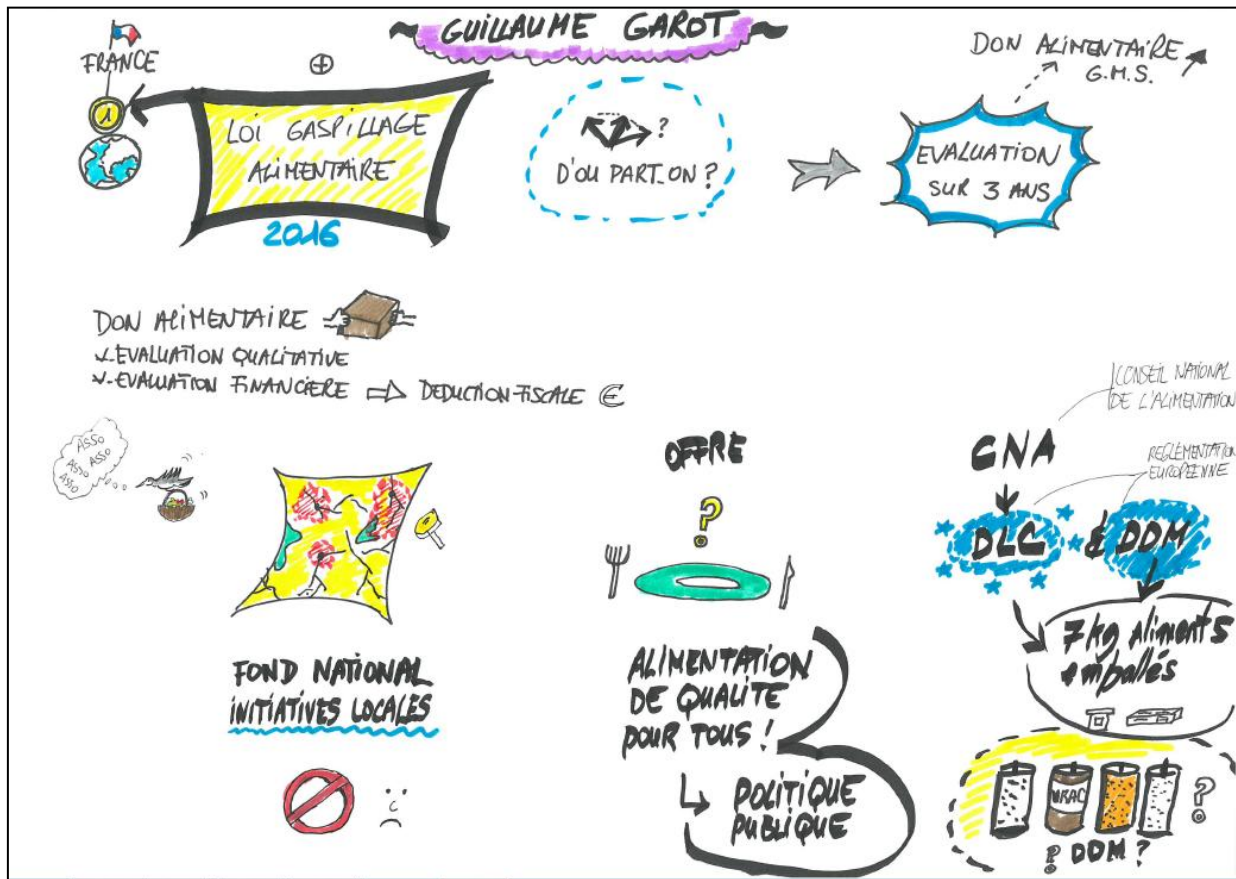 GUILLAUME GAROT
FRANCE
1
LOI GASPILLAGE
ALIMENTAIRE
2016
?
D'OU PART_ON ?
DON ALIMENTAIRE
G.M.S.
EVALUATION
SUR 3 ANS
DON ALIMENTAIRE
EVALUATION QUALITATIVE
EVALUATION FINANCIERE ⇨ DEDUCTION FISCALE €
ASSO
ASSO ASSO
ASSO
FOND NATIONAL
INITIATIVES LOCALES
OFFRE
?
ALIMENTATION
DE QUALITE
POUR TOUS !
POLITIQUE
PUBLIQUE
CONSEIL NATIONAL
DE L'ALIMENTATION
CNA
REGLEMENTATION
EUROPEENNE
DLC & DDM
7 kg aliments
emballés
VRAC
?
? DDM ?